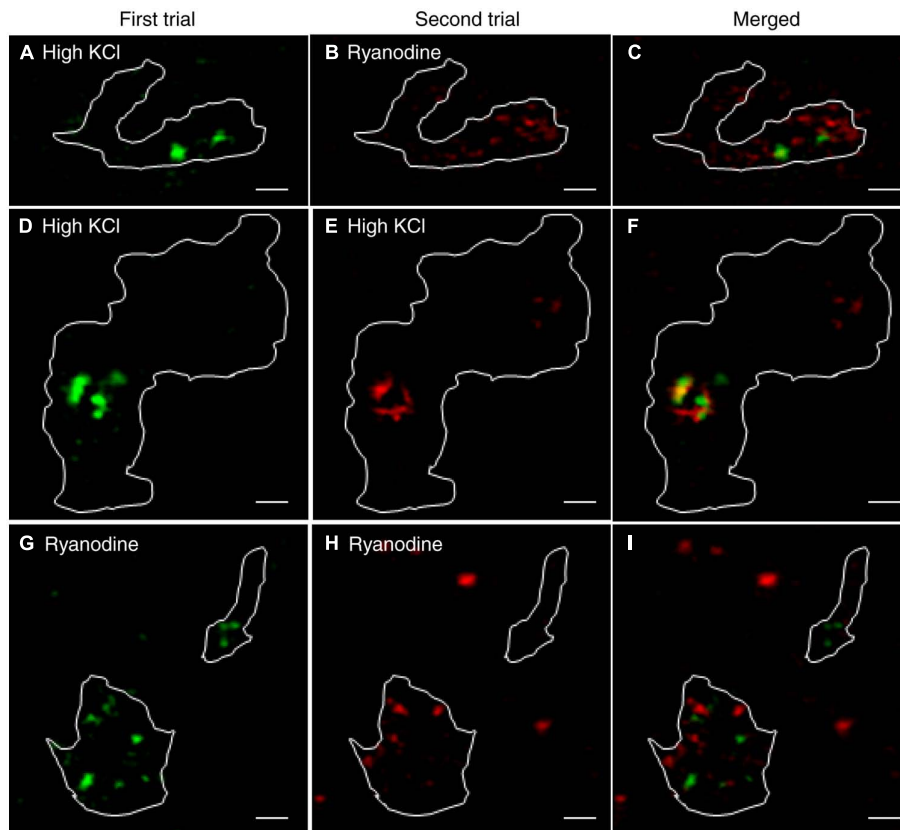 First trial Second trial Merged
A High KCl B Ryanodine C
D High KCl E High KCl F
G Ryanodine H Ryanodine I